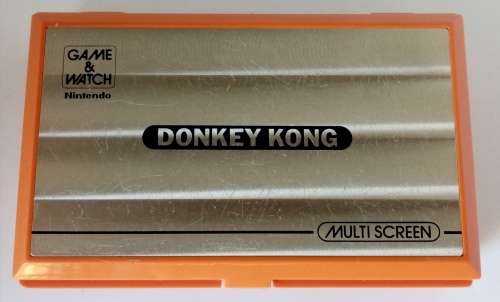 GAME
&
WATCH
Nintendo
DONKEY KONG
MULTI SCREEN